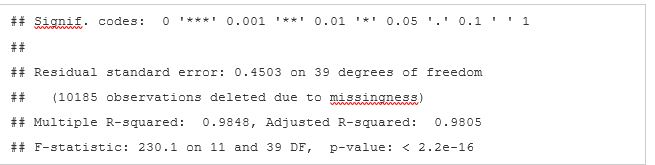 ## Signif. codes:  0 '***' 0.001 '**' 0.01 '*' 0.05 '.' 0.1 ' ' 1
##
## Residual standard error: 0.4503 on 39 degrees of freedom
##   (10185 observations deleted due to missingness)
## Multiple R-squared:  0.9848, Adjusted R-squared:  0.9805
## F-statistic: 230.1 on 11 and 39 DF,  p-value: < 2.2e-16